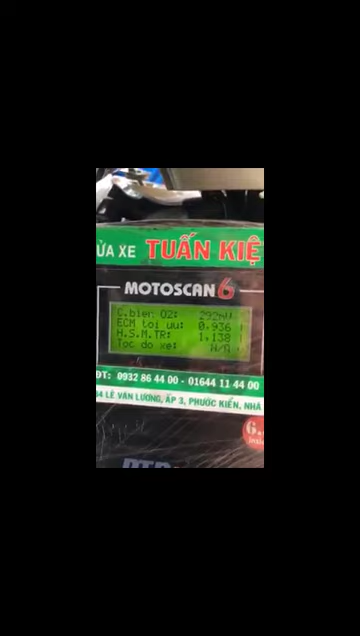 ỬA XE TUẤN KIỆ
MOTOSCAN 6
C.bien O2: 292mV
ECM toi uu: 0.936
H.S.M.TR: 1.138
Toc do xe: N/A
ĐT: 0932 86 44 00 - 01644 11 44 00
LÊ VĂN LƯƠNG, ẤP 3, PHƯỚC KIỂN, NHÀ